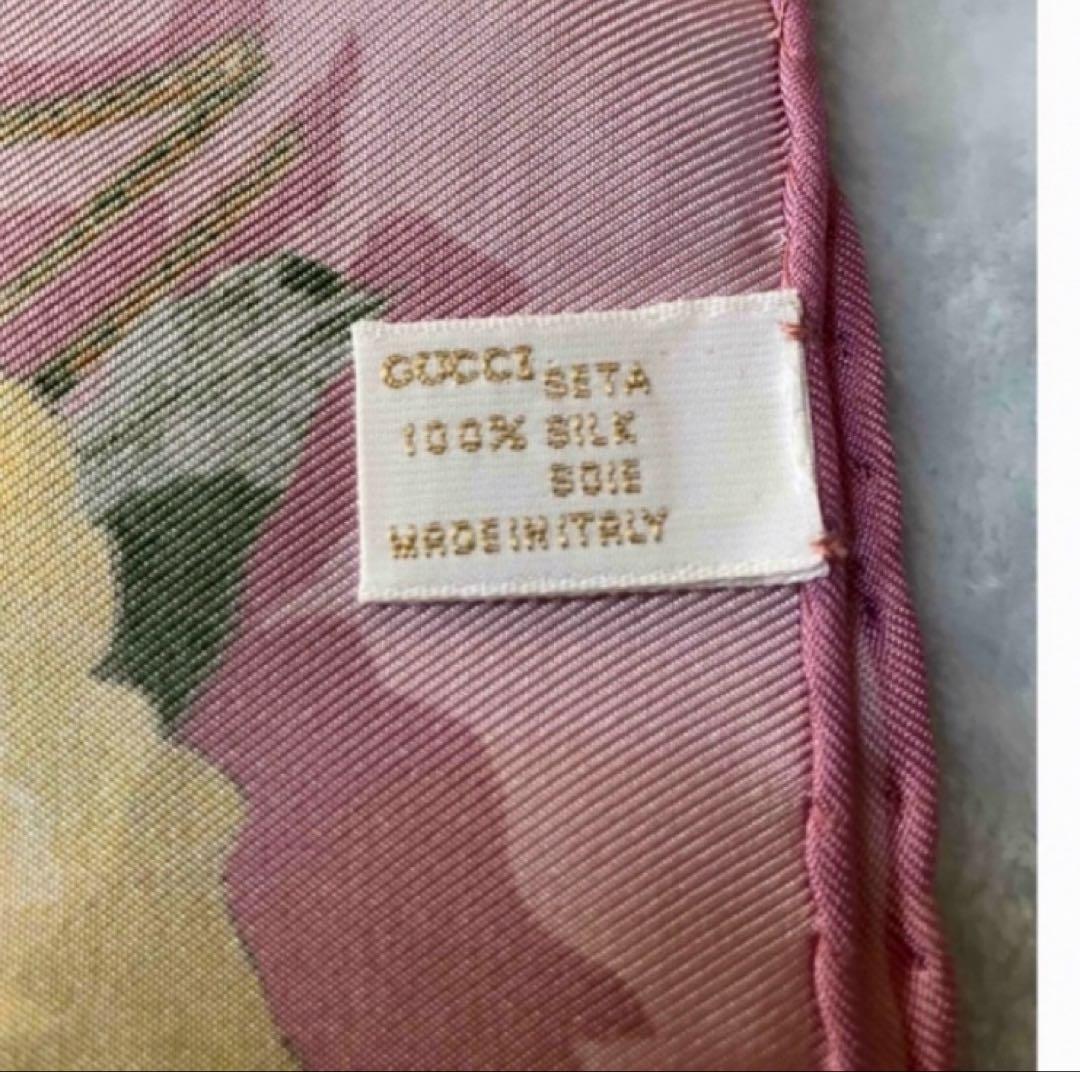 GUCCI SETA
100% SILK
SOIE
MADE IN ITALY